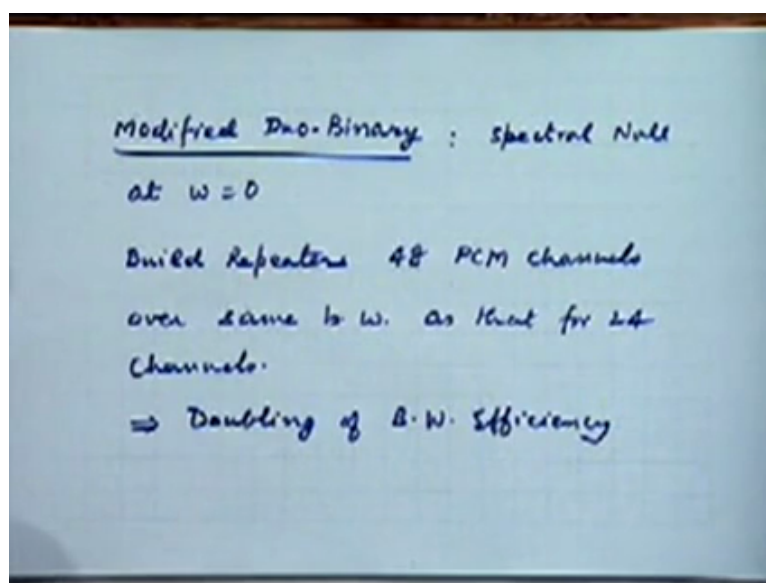 Modified Duo-Binary : Spectral Null
at w = 0
Build Repeaters 48 PCM channels
over same b w. as that for 24
Channels.
⇒ Doubling of B.W. Efficiency